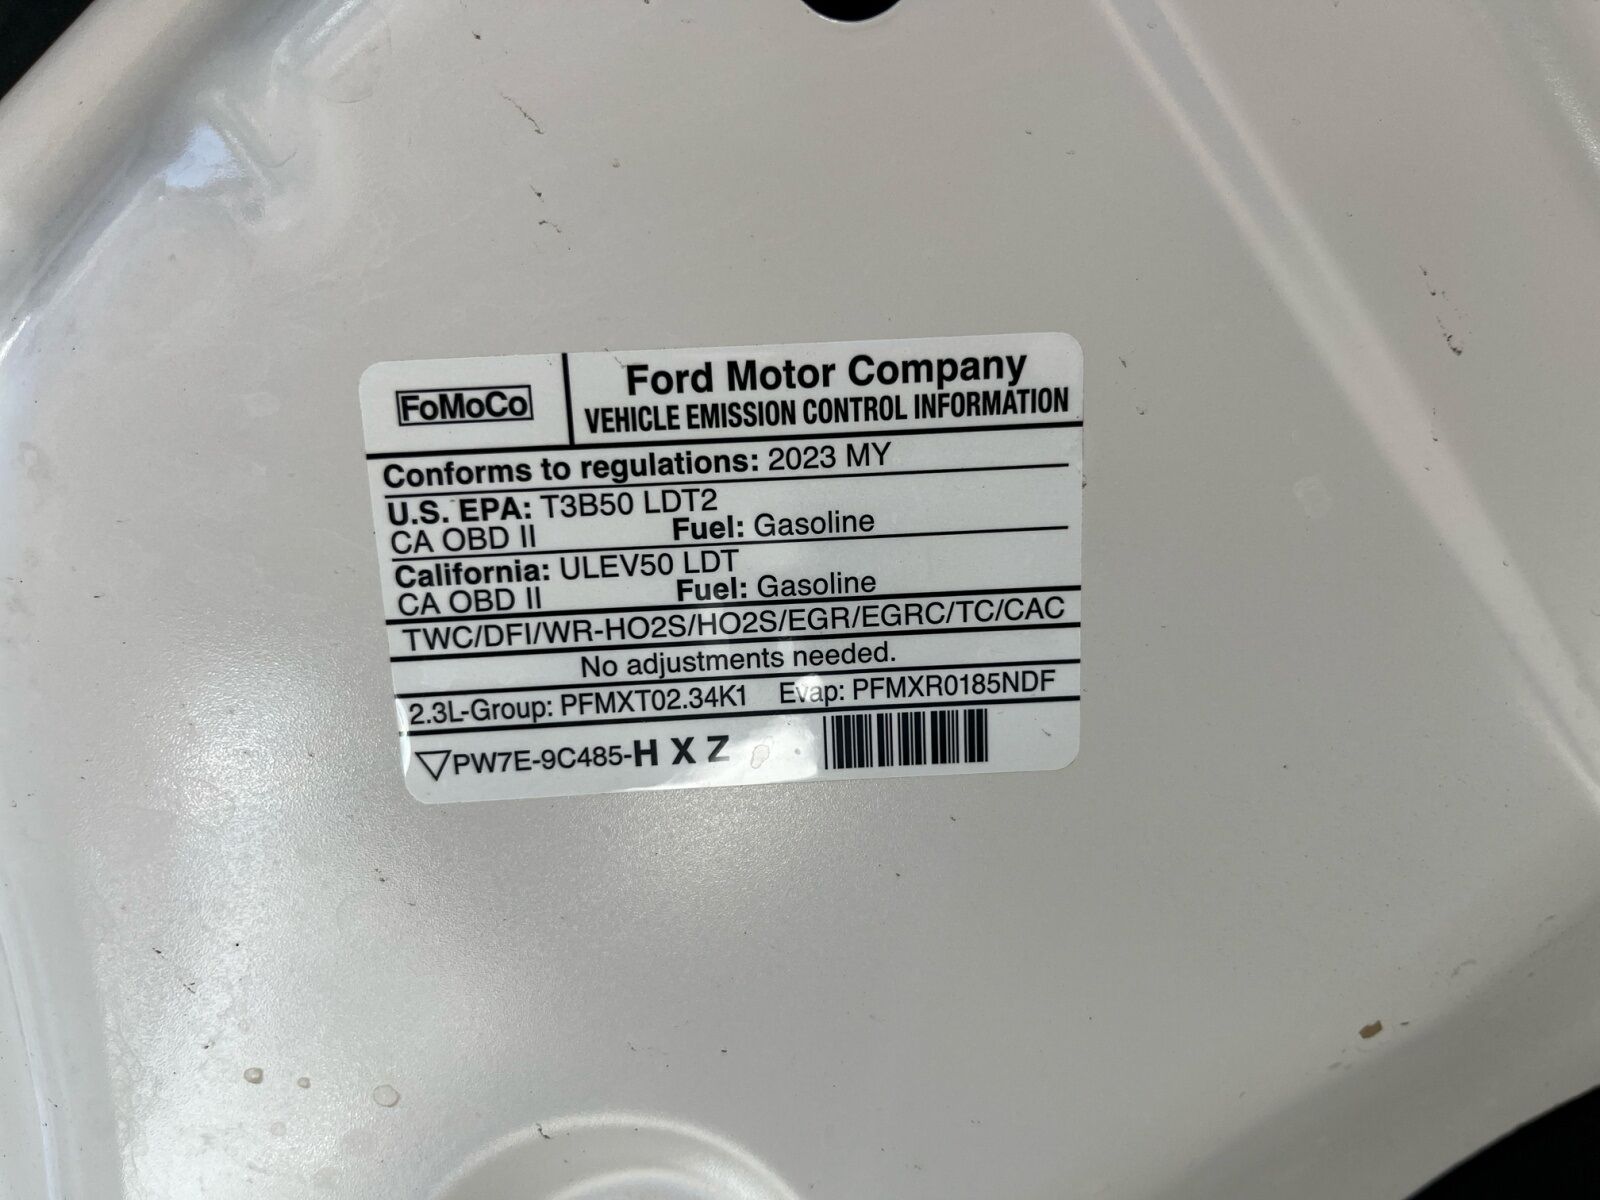 FoMoCo
Ford Motor Company
VEHICLE EMISSION CONTROL INFORMATION
Conforms to regulations: 2023 MY
U.S. EPA: T3B50 LDT2
CA OBD II Fuel: Gasoline
California: ULEV50 LDT
CA OBD II Fuel: Gasoline
TWC/DFI/WR-HO2S/HO2S/EGR/EGRC/TC/CAC
No adjustments needed.
2.3L-Group: PFMXT02.34K1 Evap: PFMXR0185NDF
PW7E-9C485-H X Z